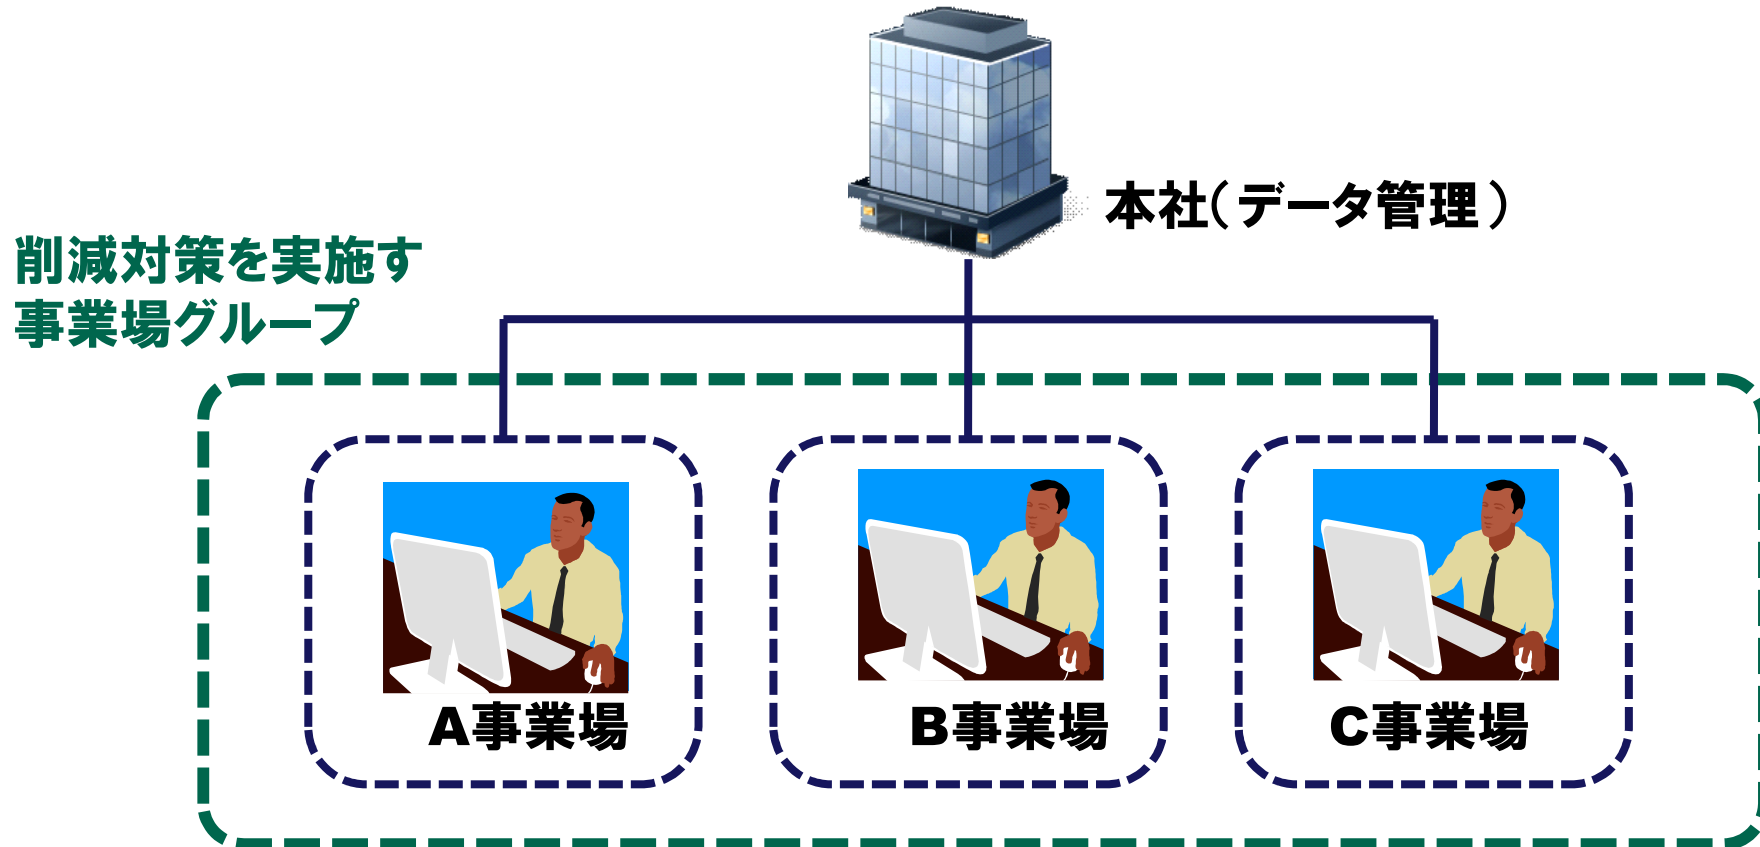 本社(データ管理)
削減対策を実施す
事業場グループ
A事業場
B事業場
C事業場